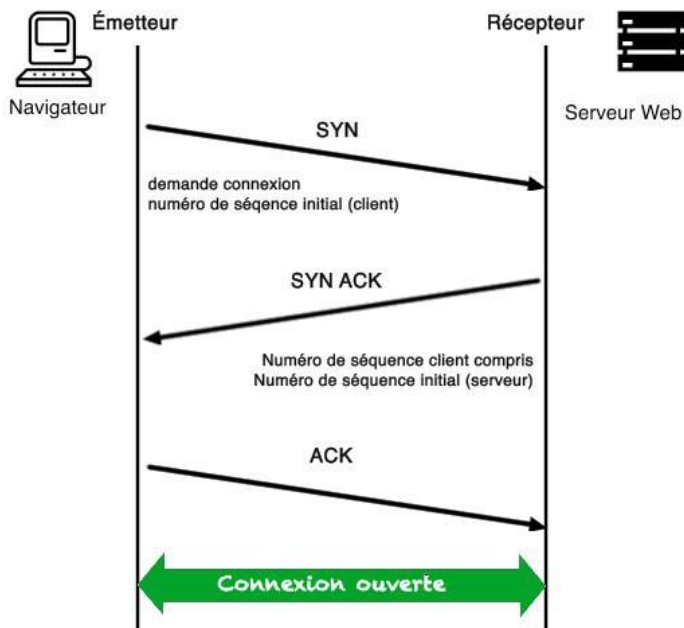 Émetteur
Récepteur
Navigateur
Serveur Web
SYN
demande connexion
numéro de séqence initial (client)
SYN ACK
Numéro de séquence client compris
Numéro de séquence initial (serveur)
ACK
Connexion ouverte